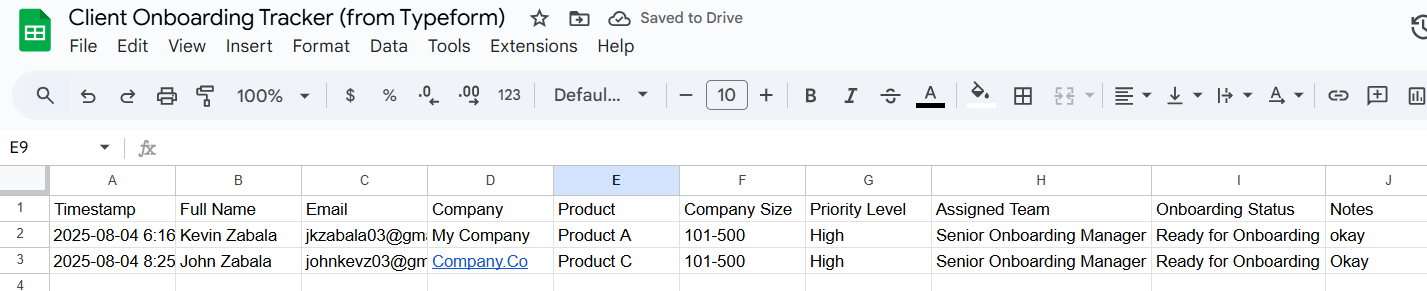 Client Onboarding Tracker (from Typeform) Saved to Drive
File Edit View Insert Format Data Tools Extensions Help
100% $ % .0 .00 123 Defaul... 10 B I S A A
E9 fx
A B C D E F G H I J
1 Timestamp Full Name Email Company Product Company Size Priority Level Assigned Team Onboarding Status Notes
2 2025-08-04 6:16 Kevin Zabala jkzabala03@gma My Company Product A 101-500 High Senior Onboarding Manager Ready for Onboarding okay
3 2025-08-04 8:25 John Zabala johnkevz03@gm Company.Co Product C 101-500 High Senior Onboarding Manager Ready for Onboarding Okay
4